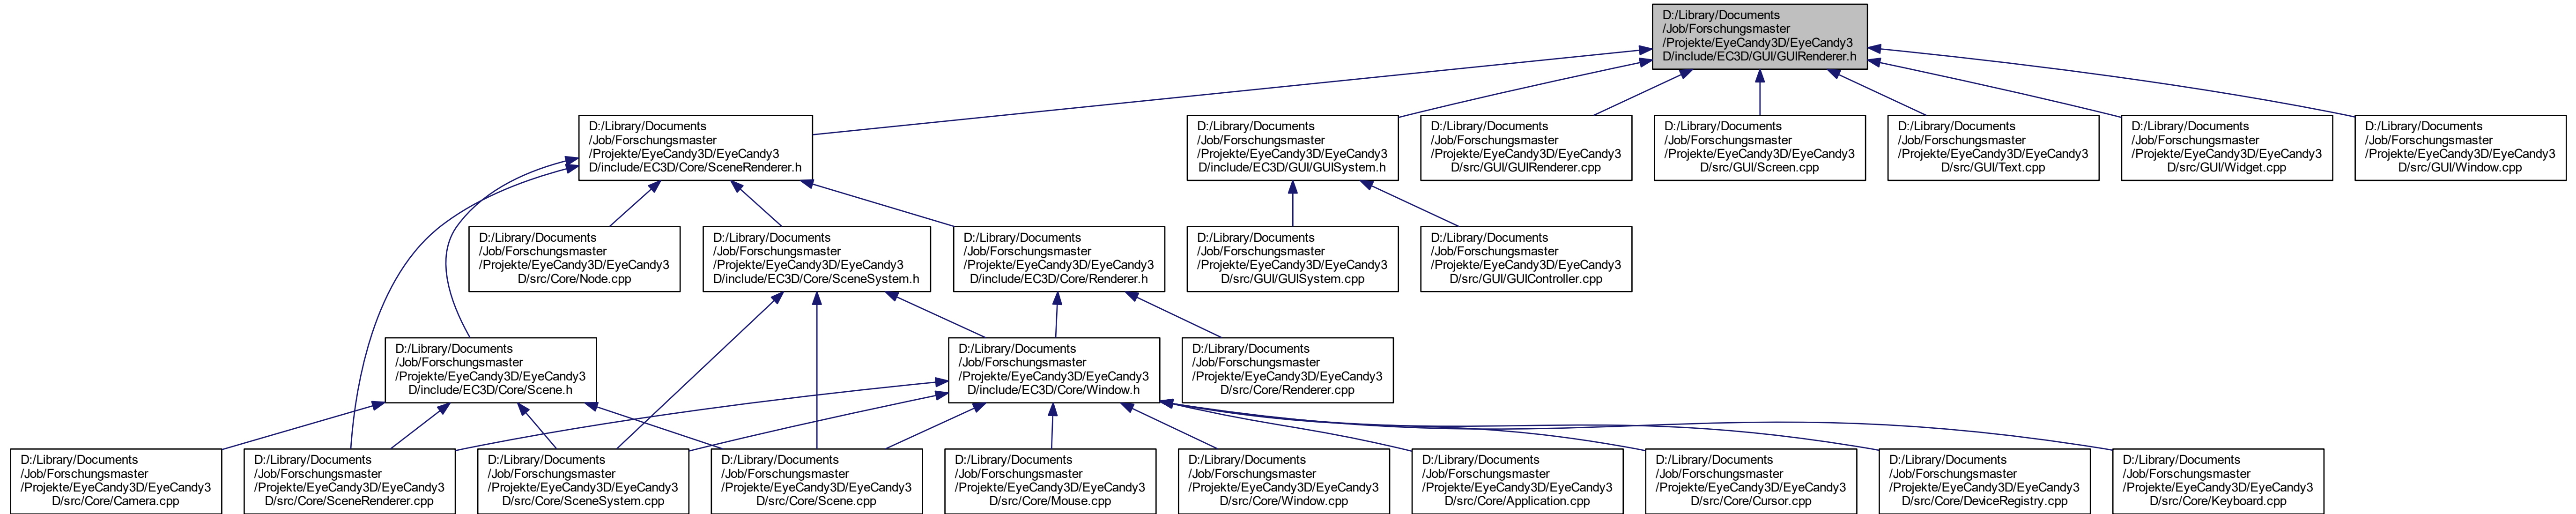 D:/Library/Documents
/Job/Forschungsmaster
/Projekte/EyeCandy3D/EyeCandy3
D/include/EC3D/GUI/GUIRenderer.h
D:/Library/Documents
/Job/Forschungsmaster
/Projekte/EyeCandy3D/EyeCandy3
D/include/EC3D/Core/SceneRenderer.h
D:/Library/Documents
/Job/Forschungsmaster
/Projekte/EyeCandy3D/EyeCandy3
D/include/EC3D/GUI/GUISystem.h
D:/Library/Documents
/Job/Forschungsmaster
/Projekte/EyeCandy3D/EyeCandy3
D/src/GUI/GUIRenderer.cpp
D:/Library/Documents
/Job/Forschungsmaster
/Projekte/EyeCandy3D/EyeCandy3
D/src/GUI/Screen.cpp
D:/Library/Documents
/Job/Forschungsmaster
/Projekte/EyeCandy3D/EyeCandy3
D/src/GUI/Text.cpp
D:/Library/Documents
/Job/Forschungsmaster
/Projekte/EyeCandy3D/EyeCandy3
D/src/GUI/Widget.cpp
D:/Library/Documents
/Job/Forschungsmaster
/Projekte/EyeCandy3D/EyeCandy3
D/src/GUI/Window.cpp
D:/Library/Documents
/Job/Forschungsmaster
/Projekte/EyeCandy3D/EyeCandy3
D/src/Core/Node.cpp
D:/Library/Documents
/Job/Forschungsmaster
/Projekte/EyeCandy3D/EyeCandy3
D/include/EC3D/Core/SceneSystem.h
D:/Library/Documents
/Job/Forschungsmaster
/Projekte/EyeCandy3D/EyeCandy3
D/include/EC3D/Core/Renderer.h
D:/Library/Documents
/Job/Forschungsmaster
/Projekte/EyeCandy3D/EyeCandy3
D/src/GUI/GUISystem.cpp
D:/Library/Documents
/Job/Forschungsmaster
/Projekte/EyeCandy3D/EyeCandy3
D/src/GUI/GUIController.cpp
D:/Library/Documents
/Job/Forschungsmaster
/Projekte/EyeCandy3D/EyeCandy3
D/include/EC3D/Core/Scene.h
D:/Library/Documents
/Job/Forschungsmaster
/Projekte/EyeCandy3D/EyeCandy3
D/include/EC3D/Core/Window.h
D:/Library/Documents
/Job/Forschungsmaster
/Projekte/EyeCandy3D/EyeCandy3
D/src/Core/Renderer.cpp
D:/Library/Documents
/Job/Forschungsmaster
/Projekte/EyeCandy3D/EyeCandy3
D/src/Core/Camera.cpp
D:/Library/Documents
/Job/Forschungsmaster
/Projekte/EyeCandy3D/EyeCandy3
D/src/Core/SceneRenderer.cpp
D:/Library/Documents
/Job/Forschungsmaster
/Projekte/EyeCandy3D/EyeCandy3
D/src/Core/SceneSystem.cpp
D:/Library/Documents
/Job/Forschungsmaster
/Projekte/EyeCandy3D/EyeCandy3
D/src/Core/Scene.cpp
D:/Library/Documents
/Job/Forschungsmaster
/Projekte/EyeCandy3D/EyeCandy3
D/src/Core/Mouse.cpp
D:/Library/Documents
/Job/Forschungsmaster
/Projekte/EyeCandy3D/EyeCandy3
D/src/Core/Window.cpp
D:/Library/Documents
/Job/Forschungsmaster
/Projekte/EyeCandy3D/EyeCandy3
D/src/Core/Application.cpp
D:/Library/Documents
/Job/Forschungsmaster
/Projekte/EyeCandy3D/EyeCandy3
D/src/Core/Cursor.cpp
D:/Library/Documents
/Job/Forschungsmaster
/Projekte/EyeCandy3D/EyeCandy3
D/src/Core/DeviceRegistry.cpp
D:/Library/Documents
/Job/Forschungsmaster
/Projekte/EyeCandy3D/EyeCandy3
D/src/Core/Keyboard.cpp